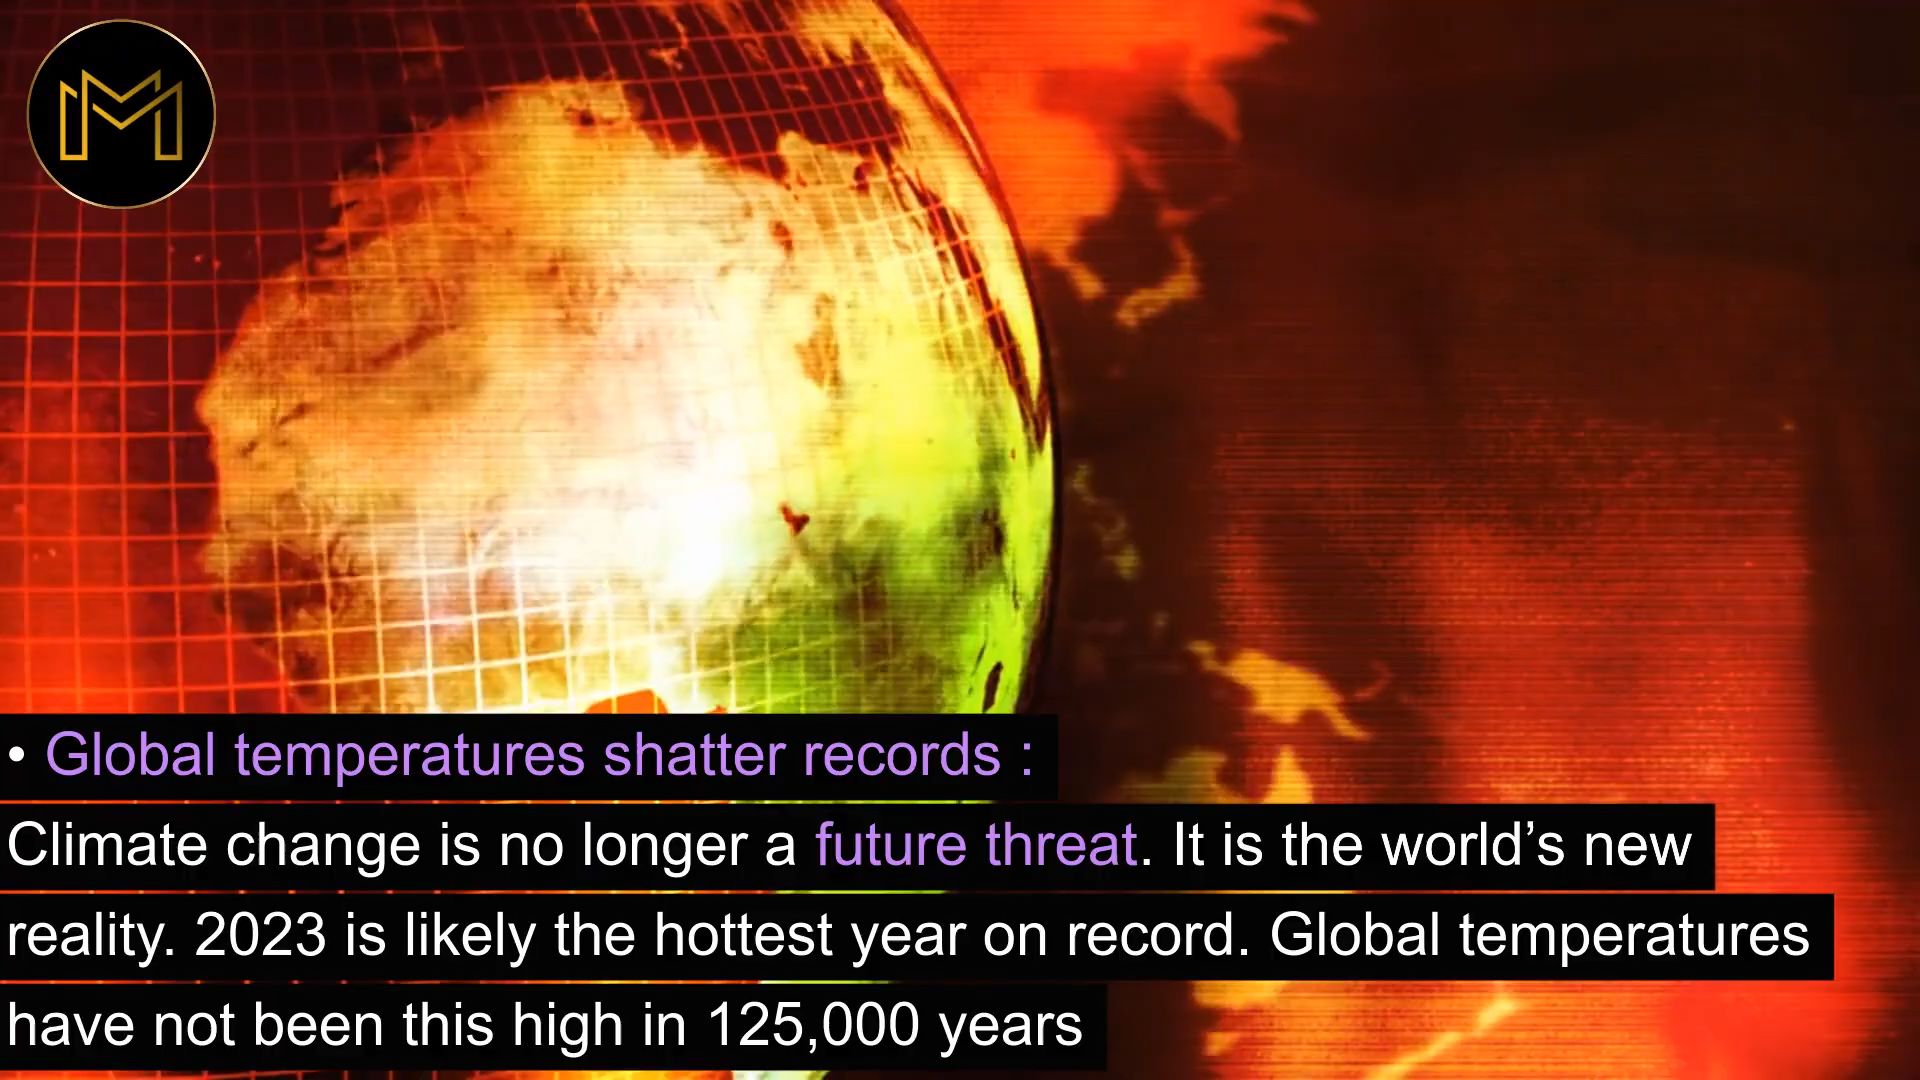 • Global temperatures shatter records :
Climate change is no longer a future threat. It is the world’s new
reality. 2023 is likely the hottest year on record. Global temperatures
have not been this high in 125,000 years